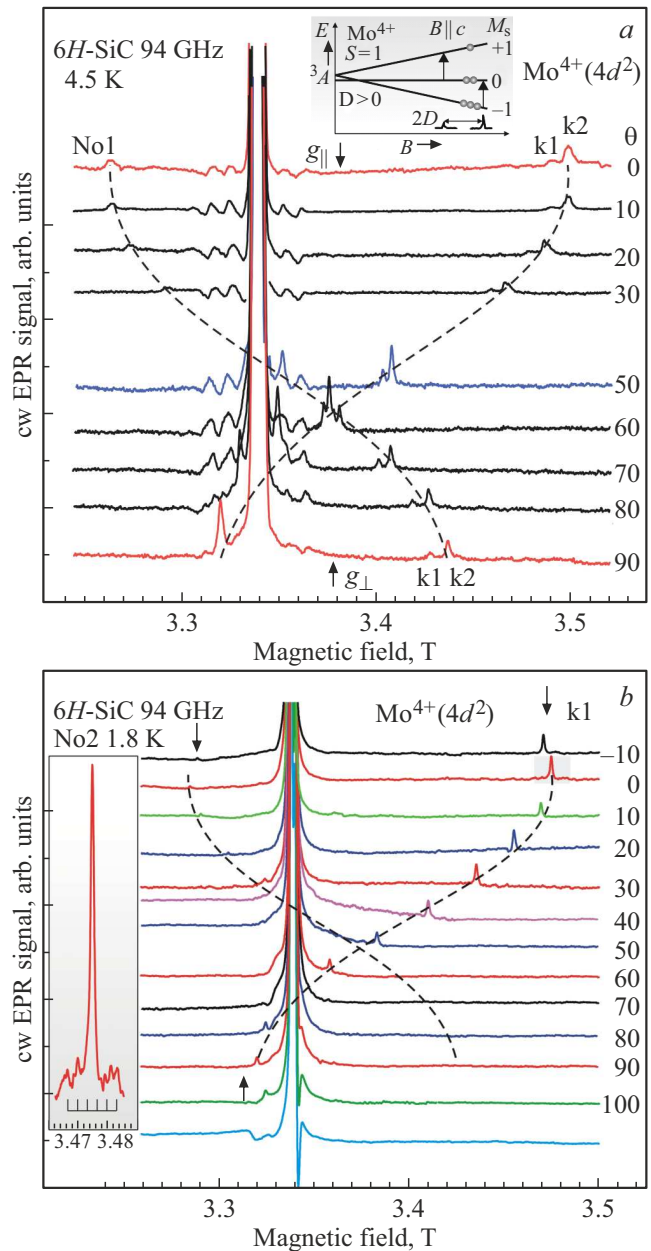 a
6H-SiC 94 GHz
4.5 K
E
Mo⁴⁺
S=1
B∥c
Mₛ
+1
³A
0
D>0
−1
2D
B
Mo⁴⁺(4d²)
No1
g∥
k1
k2
θ
0
10
20
30
50
60
70
80
90
g⊥
k1 k2
cw EPR signal, arb. units
3.3
3.4
3.5
Magnetic field, T
b
6H-SiC 94 GHz
No2 1.8 K
Mo⁴⁺(4d²)
k1
−10
0
10
20
30
40
50
60
70
80
90
100
3.47
3.48
cw EPR signal, arb. units
3.3
3.4
3.5
Magnetic field, T